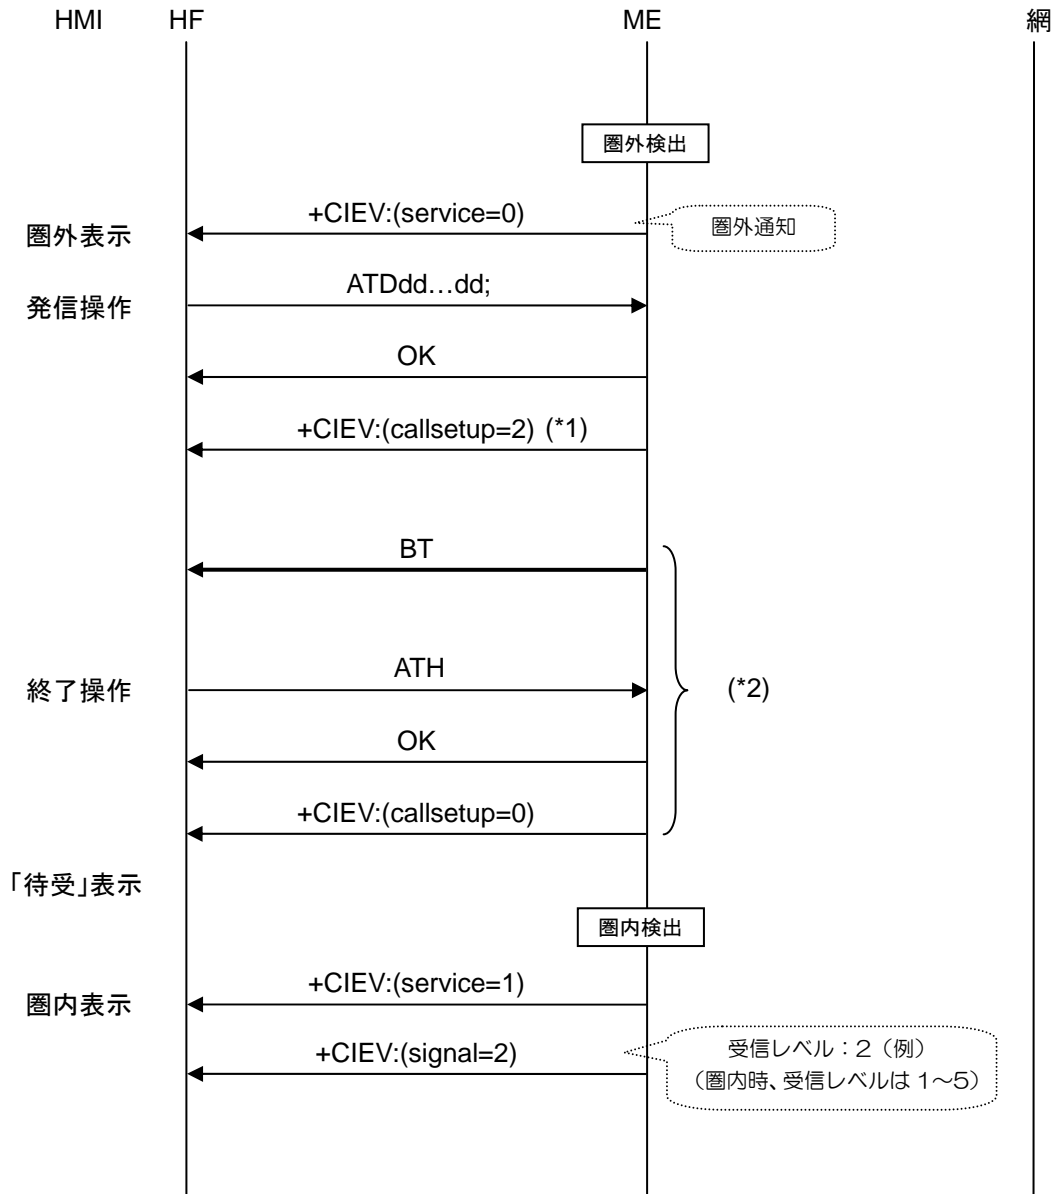 HMI HF ME 網
圏外検出
+CIEV:(service=0)
圏外通知
圏外表示
ATDdd…dd;
発信操作
OK
+CIEV:(callsetup=2) (*1)
BT
ATH
終了操作
(*2)
OK
+CIEV:(callsetup=0)
「待受」表示
圏内検出
+CIEV:(service=1)
圏内表示
+CIEV:(signal=2)
受信レベル：2（例）
（圏内時、受信レベルは 1～5）